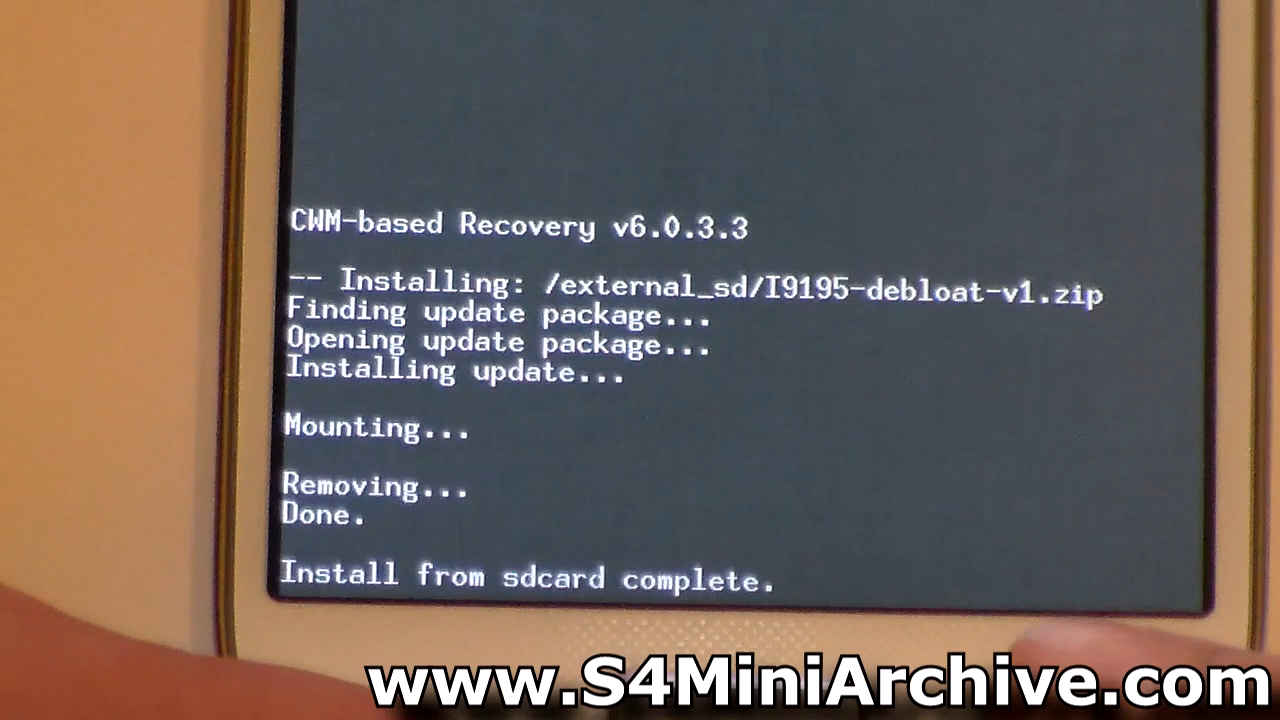 CWM-based Recovery v6.0.3.3
-- Installing: /external_sd/I9195-debloat-v1.zip
Finding update package...
Opening update package...
Installing update...
Mounting...
Removing...
Done.
Install from sdcard complete.
www.S4MiniArchive.com